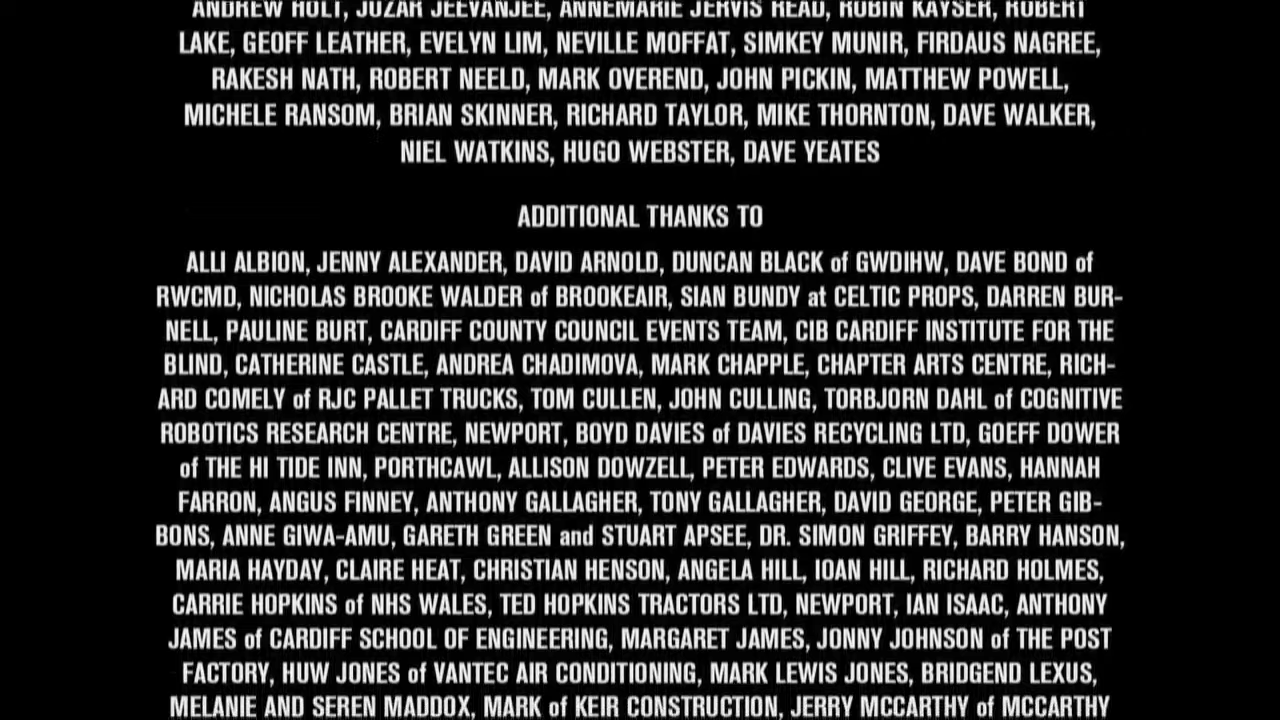 ANDREW HOLT, JUZAR JEEVANJEE, ANNEMARIE JERVIS READ, ROBIN KAYSER, ROBERT
LAKE, GEOFF LEATHER, EVELYN LIM, NEVILLE MOFFAT, SIMKEY MUNIR, FIRDAUS NAGREE,
RAKESH NATH, ROBERT NEELD, MARK OVEREND, JOHN PICKIN, MATTHEW POWELL,
MICHELE RANSOM, BRIAN SKINNER, RICHARD TAYLOR, MIKE THORNTON, DAVE WALKER,
NIEL WATKINS, HUGO WEBSTER, DAVE YEATES
ADDITIONAL THANKS TO
ALLI ALBION, JENNY ALEXANDER, DAVID ARNOLD, DUNCAN BLACK of GWDIHW, DAVE BOND of
RWCMD, NICHOLAS BROOKE WALDER of BROOKEAIR, SIAN BUNDY at CELTIC PROPS, DARREN BUR-
NELL, PAULINE BURT, CARDIFF COUNTY COUNCIL EVENTS TEAM, CIB CARDIFF INSTITUTE FOR THE
BLIND, CATHERINE CASTLE, ANDREA CHADIMOVA, MARK CHAPPLE, CHAPTER ARTS CENTRE, RICH-
ARD COMELY of RJC PALLET TRUCKS, TOM CULLEN, JOHN CULLING, TORBJORN DAHL of COGNITIVE
ROBOTICS RESEARCH CENTRE, NEWPORT, BOYD DAVIES of DAVIES RECYCLING LTD, GOEFF DOWER
of THE HI TIDE INN, PORTHCAWL, ALLISON DOWZELL, PETER EDWARDS, CLIVE EVANS, HANNAH
FARRON, ANGUS FINNEY, ANTHONY GALLAGHER, TONY GALLAGHER, DAVID GEORGE, PETER GIB-
BONS, ANNE GIWA-AMU, GARETH GREEN and STUART APSEE, DR. SIMON GRIFFEY, BARRY HANSON,
MARIA HAYDAY, CLAIRE HEAT, CHRISTIAN HENSON, ANGELA HILL, IOAN HILL, RICHARD HOLMES,
CARRIE HOPKINS of NHS WALES, TED HOPKINS TRACTORS LTD, NEWPORT, IAN ISAAC, ANTHONY
JAMES of CARDIFF SCHOOL OF ENGINEERING, MARGARET JAMES, JONNY JOHNSON of THE POST
FACTORY, HUW JONES of VANTEC AIR CONDITIONING, MARK LEWIS JONES, BRIDGEND LEXUS,
MELANIE AND SEREN MADDOX, MARK of KEIR CONSTRUCTION, JERRY MCCARTHY of MCCARTHY